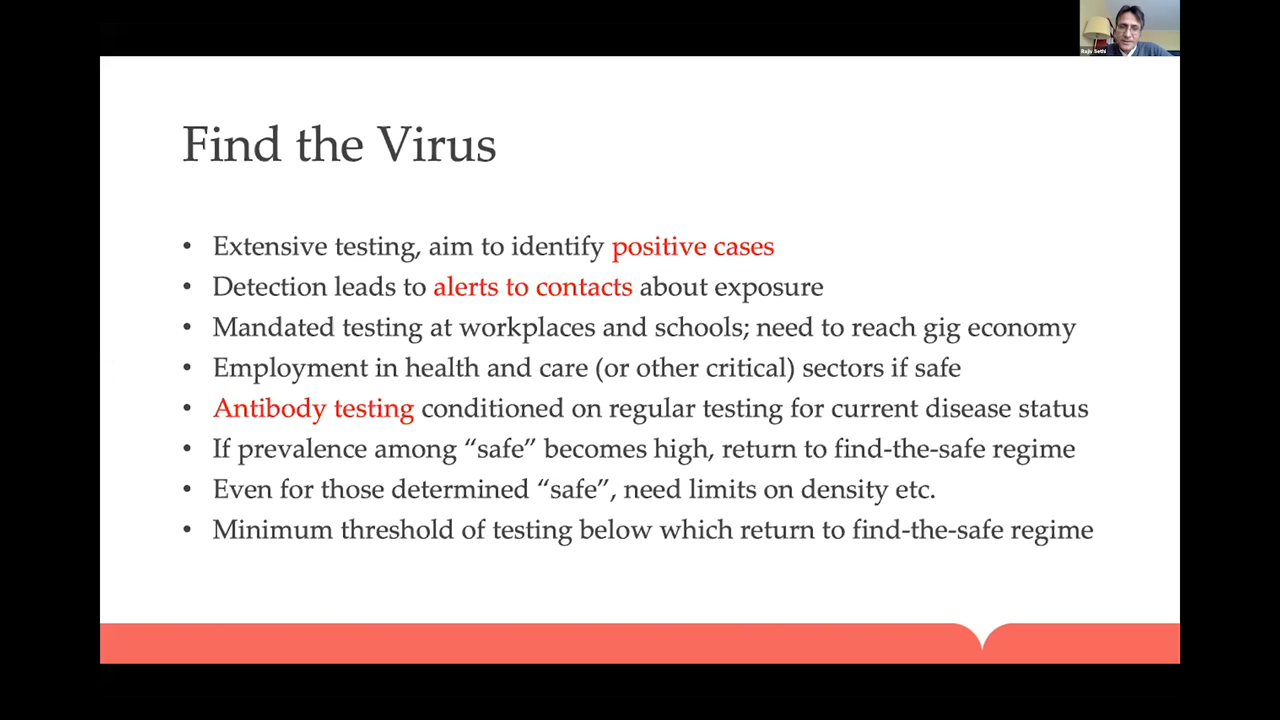 Rajiv Sethi
Find the Virus
• Extensive testing, aim to identify positive cases
• Detection leads to alerts to contacts about exposure
• Mandated testing at workplaces and schools; need to reach gig economy
• Employment in health and care (or other critical) sectors if safe
• Antibody testing conditioned on regular testing for current disease status
• If prevalence among “safe” becomes high, return to find-the-safe regime
• Even for those determined “safe”, need limits on density etc.
• Minimum threshold of testing below which return to find-the-safe regime